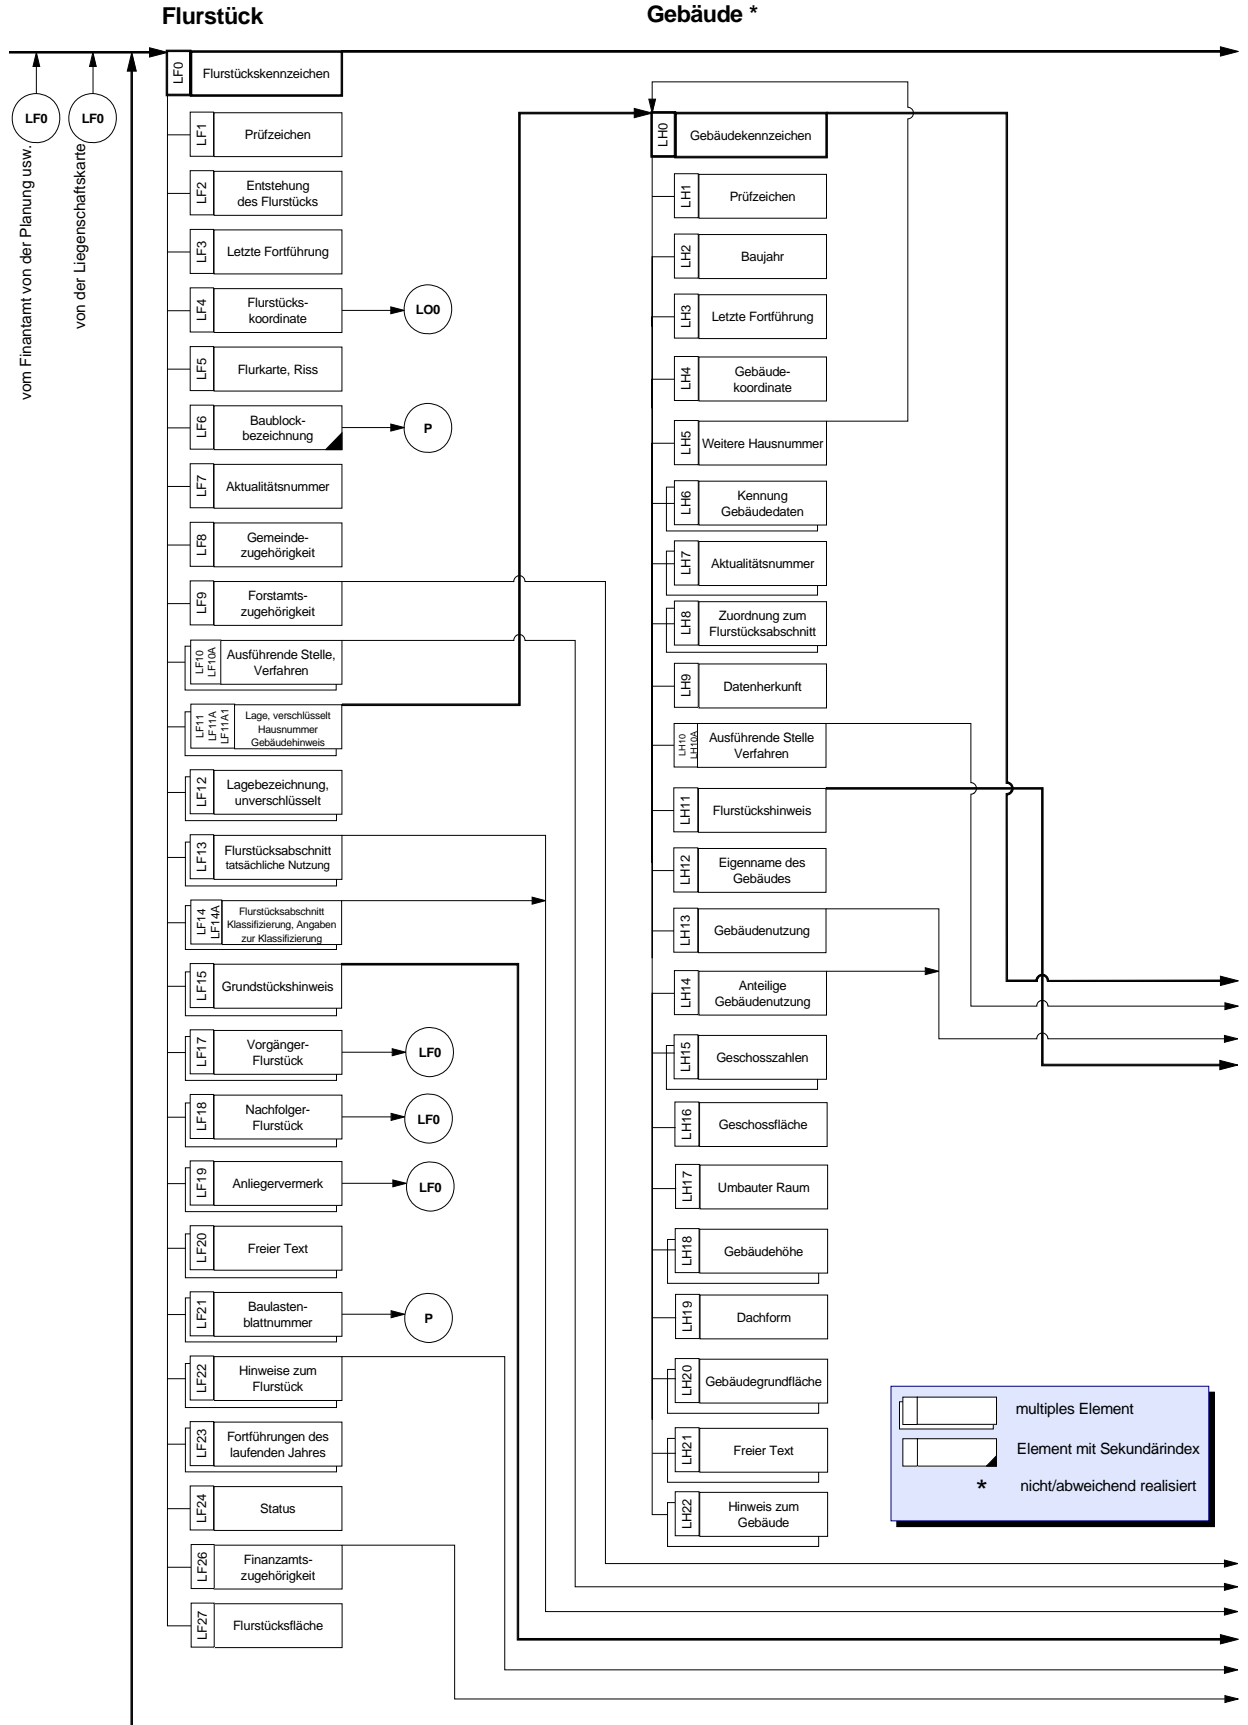 Flurstück
Gebäude *
LF0
LF0
vom Finantamt von der Planung usw.
von der Liegenschaftskarte
LF0
Flurstückskennzeichen
LF1
Prüfzeichen
LF2
Entstehung
des Flurstücks
LF3
Letzte Fortführung
LF4
Flurstücks-
koordinate
LO0
LF5
Flurkarte, Riss
LF6
Baublock-
bezeichnung
P
LF7
Aktualitätsnummer
LF8
Gemeinde-
zugehörigkeit
LF9
Forstamts-
zugehörigkeit
LF10
LF10A
Ausführende Stelle,
Verfahren
LF11
LF11A
LF11A1
Lage, verschlüsselt
Hausnummer
Gebäudehinweis
LF12
Lagebezeichnung,
unverschlüsselt
LF13
Flurstücksabschnitt
tatsächliche Nutzung
LF14
LF14A
Flurstücksabschnitt
Klassifizierung, Angaben
zur Klassifizierung
LF15
Grundstückshinweis
LF17
Vorgänger-
Flurstück
LF0
LF18
Nachfolger-
Flurstück
LF0
LF19
Anliegervermerk
LF0
LF20
Freier Text
LF21
Baulasten-
blattnummer
P
LF22
Hinweise zum
Flurstück
LF23
Fortführungen des
laufenden Jahres
LF24
Status
LF26
Finanzamts-
zugehörigkeit
LF27
Flurstücksfläche
LH0
Gebäudekennzeichen
LH1
Prüfzeichen
LH2
Baujahr
LH3
Letzte Fortführung
LH4
Gebäude-
koordinate
LH5
Weitere Hausnummer
LH6
Kennung
Gebäudedaten
LH7
Aktualitätsnummer
LH8
Zuordnung zum
Flurstücksabschnitt
LH9
Datenherkunft
LH10
LH10A
Ausführende Stelle
Verfahren
LH11
Flurstückshinweis
LH12
Eigenname des
Gebäudes
LH13
Gebäudenutzung
LH14
Anteilige
Gebäudenutzung
LH15
Geschosszahlen
LH16
Geschossfläche
LH17
Umbauter Raum
LH18
Gebäudehöhe
LH19
Dachform
LH20
Gebäudegrundfläche
LH21
Freier Text
LH22
Hinweis zum
Gebäude
multiples Element
Element mit Sekundärindex
* nicht/abweichend realisiert